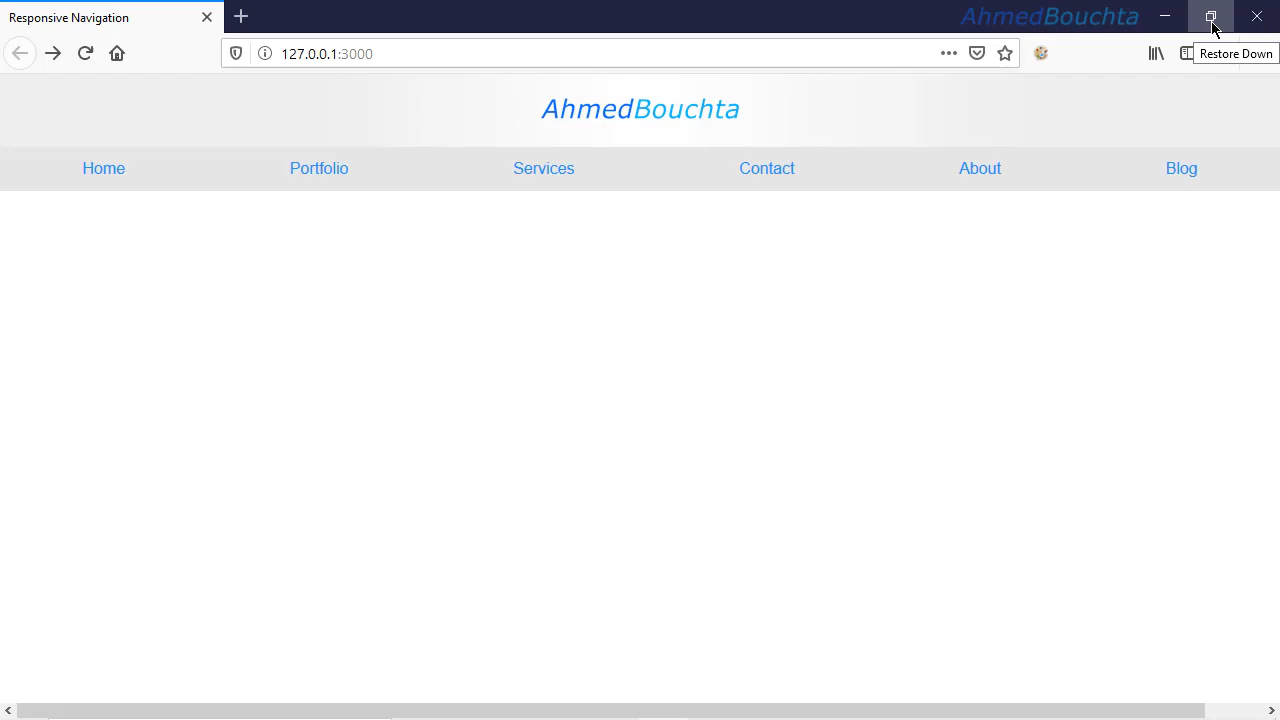 Responsive Navigation
AhmedBouchta
127.0.0.1:3000
Restore Down
AhmedBouchta
Home Portfolio Services Contact About Blog